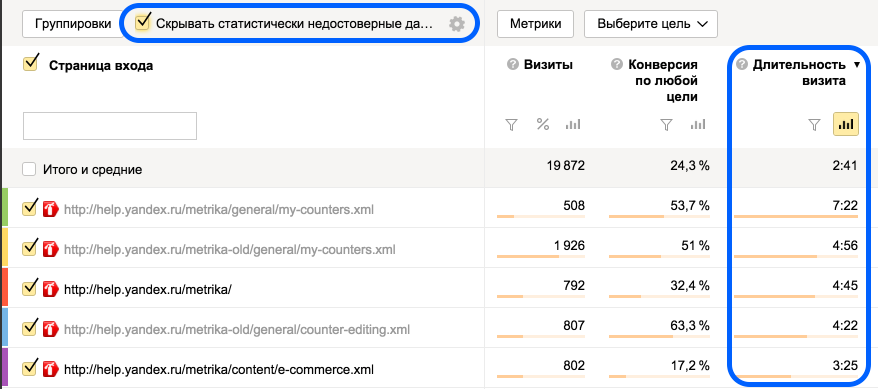 Группировки
Скрывать статистически недостоверные да...
Метрики
Выберите цель
Страница входа
Визиты
Конверсия
по любой
цели
Длительность
визита
Итого и средние 19 872 24,3 % 2:41
http://help.yandex.ru/metrika/general/my-counters.xml 508 53,7 % 7:22
http://help.yandex.ru/metrika-old/general/my-counters.xml 1 926 51 % 4:56
http://help.yandex.ru/metrika/ 792 32,4 % 4:45
http://help.yandex.ru/metrika-old/general/counter-editing.xml 807 63,3 % 4:22
http://help.yandex.ru/metrika/content/e-commerce.xml 802 17,2 % 3:25